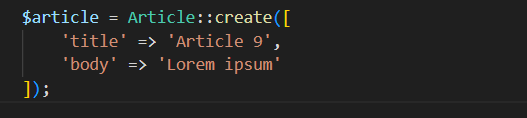 $article = Article::create([
    'title' => 'Article 9',
    'body' => 'Lorem ipsum'
]);